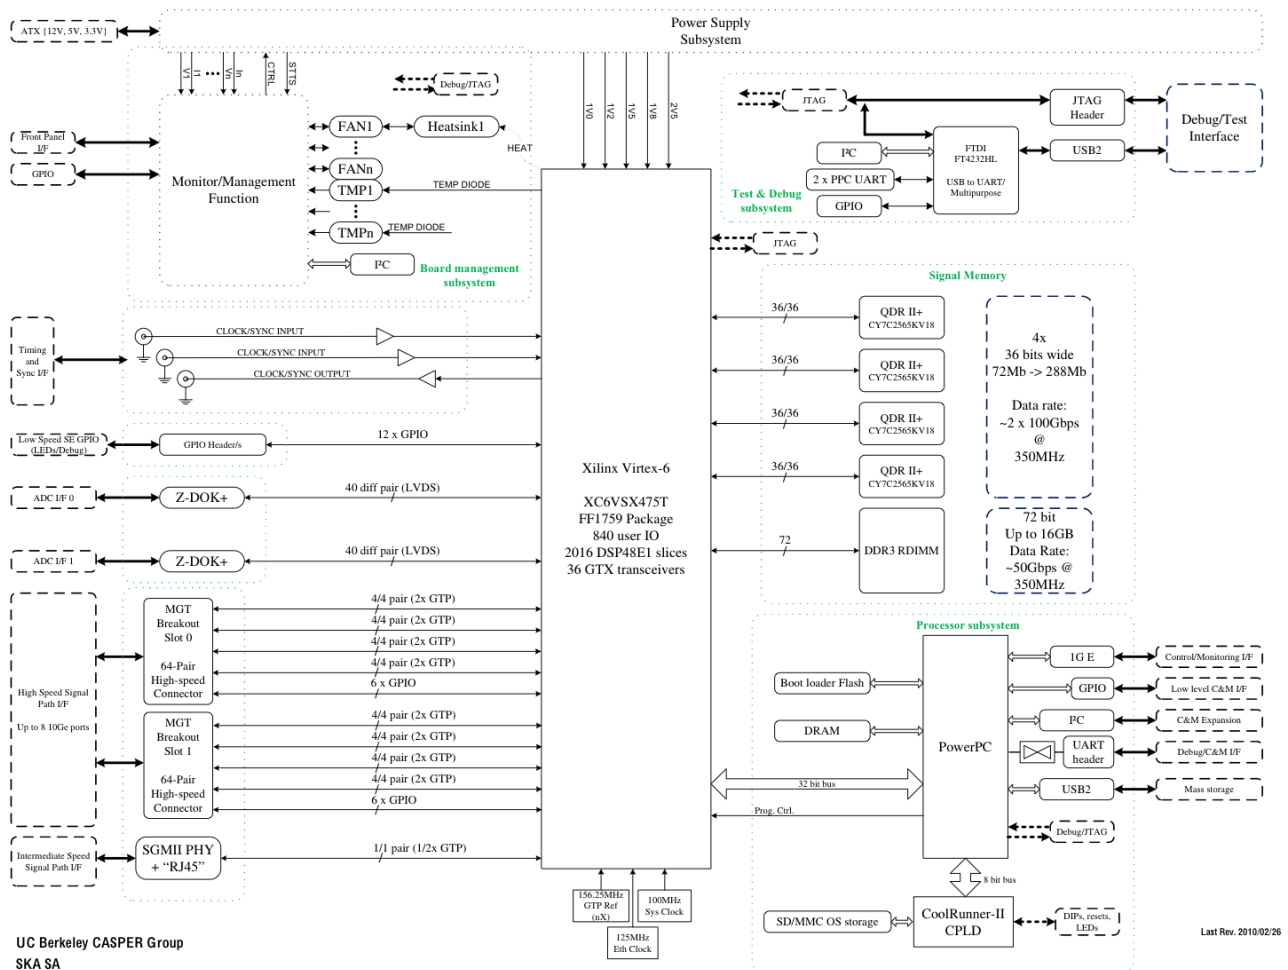 Power Supply
Subsystem
ATX {12V, 5V, 3.3V}
V1
I1
Vn
In
CTRL
STTS
Debug/JTAG
1V0
1V2
1V5
1V8
2V5
Front Panel
I/F
GPIO
Monitor/Management
Function
FAN1
Heatsink1
HEAT
FANn
TMP1
TEMP DIODE
TMPn
TEMP DIODE
I²C
Board management
subsystem
JTAG
JTAG
Header
Debug/Test
Interface
I²C
2 x PPC UART
GPIO
FTDI
FT4232HL
USB to UART/
Multipurpose
USB2
Test & Debug
subsystem
JTAG
Timing
and
Sync I/F
CLOCK/SYNC INPUT
CLOCK/SYNC INPUT
CLOCK/SYNC OUTPUT
Low Speed SE GPIO
(LEDs/Debug)
GPIO Header/s
12 x GPIO
ADC I/F 0
Z-DOK+
40 diff pair (LVDS)
ADC I/F 1
Z-DOK+
40 diff pair (LVDS)
Xilinx Virtex-6
XC6VSX475T
FF1759 Package
840 user IO
2016 DSP48E1 slices
36 GTX transceivers
Signal Memory
36/36
QDR II+
CY7C2565KV18
36/36
QDR II+
CY7C2565KV18
36/36
QDR II+
CY7C2565KV18
36/36
QDR II+
CY7C2565KV18
72
DDR3 RDIMM
4x
36 bits wide
72Mb -> 288Mb
Data rate:
~2 x 100Gbps
@
350MHz
72 bit
Up to 16GB
Data Rate:
~50Gbps @
350MHz
High Speed Signal
Path I/F
Up to 8 10Ge ports
MGT
Breakout
Slot 0
64-Pair
High-speed
Connector
4/4 pair (2x GTP)
4/4 pair (2x GTP)
4/4 pair (2x GTP)
4/4 pair (2x GTP)
6 x GPIO
MGT
Breakout
Slot 1
64-Pair
High-speed
Connector
4/4 pair (2x GTP)
4/4 pair (2x GTP)
4/4 pair (2x GTP)
4/4 pair (2x GTP)
6 x GPIO
Intermediate Speed
Signal Path I/F
SGMII PHY
+ “RJ45”
1/1 pair (1/2x GTP)
156.25MHz
GTP Ref
(nX)
125MHz
Eth Clock
100MHz
Sys Clock
Processor subsystem
Boot loader Flash
DRAM
32 bit bus
Prog. Ctrl.
PowerPC
1G E
Control/Monitoring I/F
GPIO
Low level C&M I/F
I²C
C&M Expansion
UART
header
Debug/C&M I/F
USB2
Mass storage
Debug/JTAG
8 bit bus
SD/MMC OS storage
CoolRunner-II
CPLD
DIPs, resets,
LEDs
UC Berkeley CASPER Group
SKA SA
Last Rev. 2010/02/26